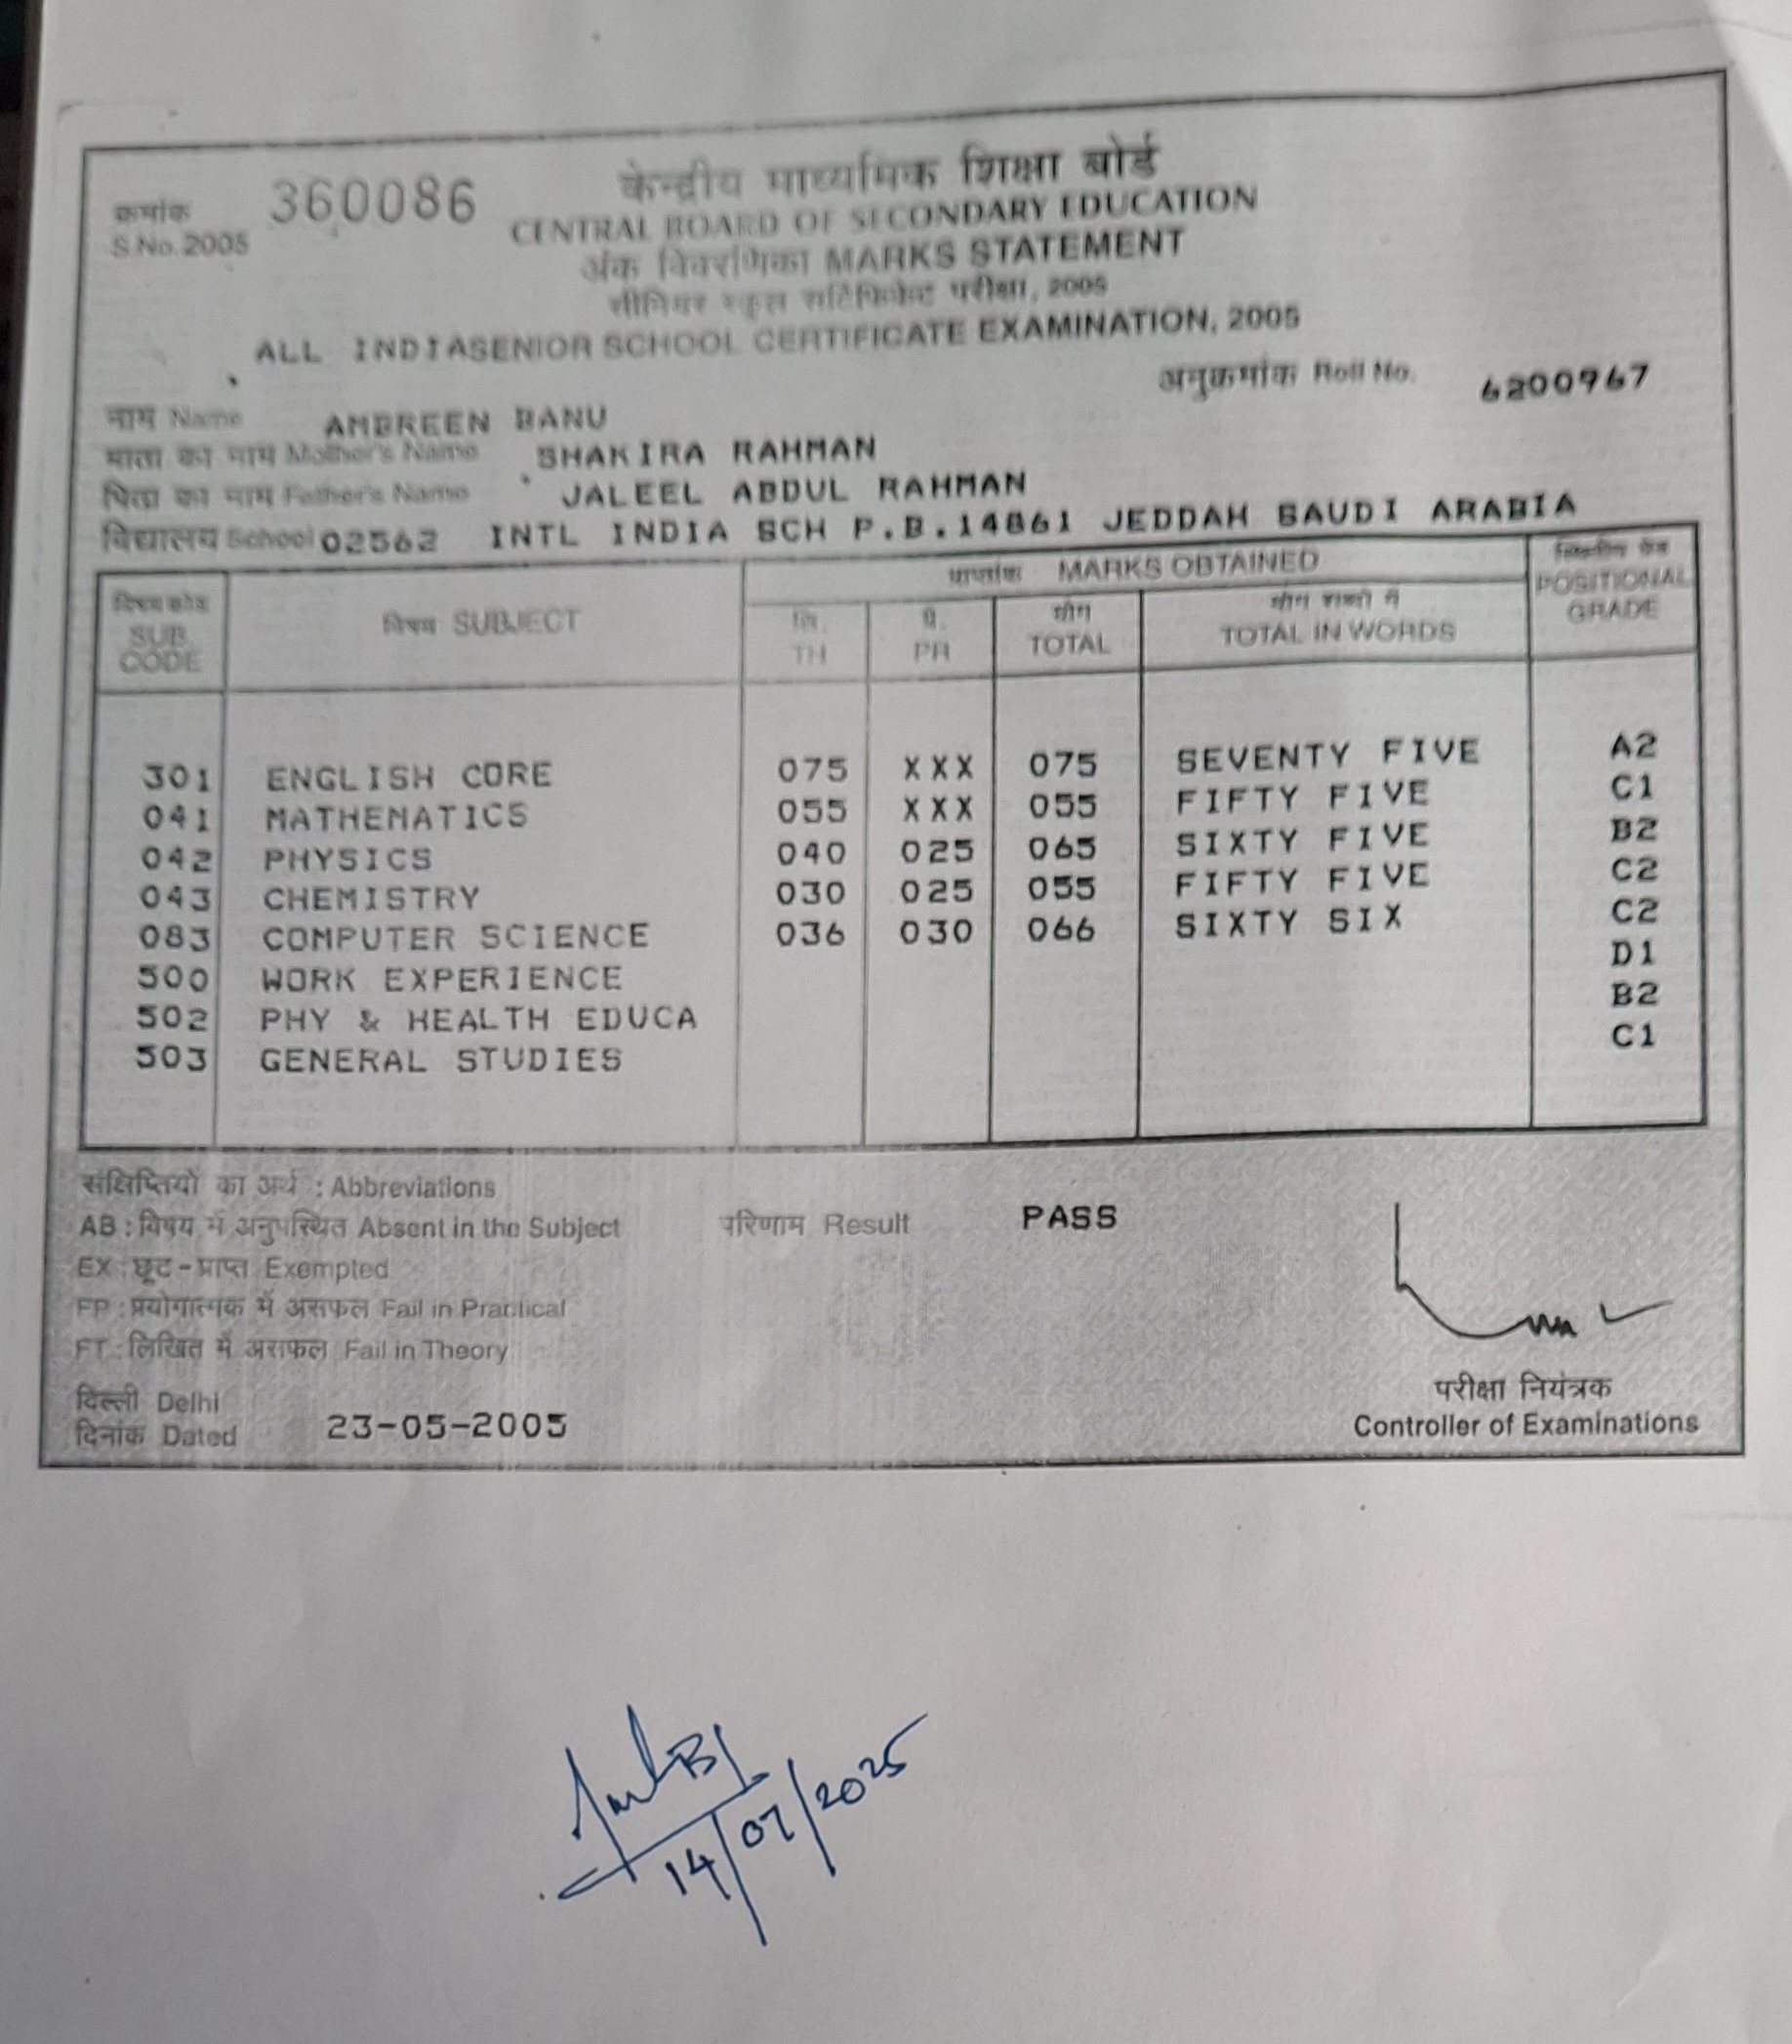 केन्द्रीय माध्यमिक शिक्षा बोर्ड
क्रमांक 360086
S.No. 2005
CENTRAL BOARD OF SECONDARY EDUCATION
अंक विवरणिका MARKS STATEMENT
सीनियर स्कूल सर्टिफिकेट परीक्षा, 2005
ALL INDIASENIOR SCHOOL CERTIFICATE EXAMINATION, 2005
अनुक्रमांक Roll No. 6200967
नाम Name AMBREEN BANU
माता का नाम Mother's Name SHAKIRA RAHMAN
पिता का नाम Father's Name JALEEL ABDUL RAHMAN
विद्यालय School 02562 INTL INDIA SCH P.B.14861 JEDDAH SAUDI ARABIA
विषय कोड SUB. CODE
विषय SUBJECT
प्राप्तांक MARKS OBTAINED
लि. TH
प्रे. PR
योग TOTAL
योग शब्दों में TOTAL IN WORDS
POSITIONAL GRADE
301 ENGLISH CORE 075 XXX 075 SEVENTY FIVE A2
041 MATHEMATICS 055 XXX 055 FIFTY FIVE C1
042 PHYSICS 040 025 065 SIXTY FIVE B2
043 CHEMISTRY 030 025 055 FIFTY FIVE C2
083 COMPUTER SCIENCE 036 030 066 SIXTY SIX C2
500 WORK EXPERIENCE D1
502 PHY & HEALTH EDUCA B2
503 GENERAL STUDIES C1
संक्षिप्तियों का अर्थ : Abbreviations
AB : विषय में अनुपस्थित Absent in the Subject
परिणाम Result PASS
EX : छूट-प्राप्त Exempted
FP : प्रयोगात्मक में असफल Fail in Practical
FT : लिखित में असफल Fail in Theory
दिल्ली Delhi
दिनांक Dated 23-05-2005
परीक्षा नियंत्रक
Controller of Examinations
14/07/2025